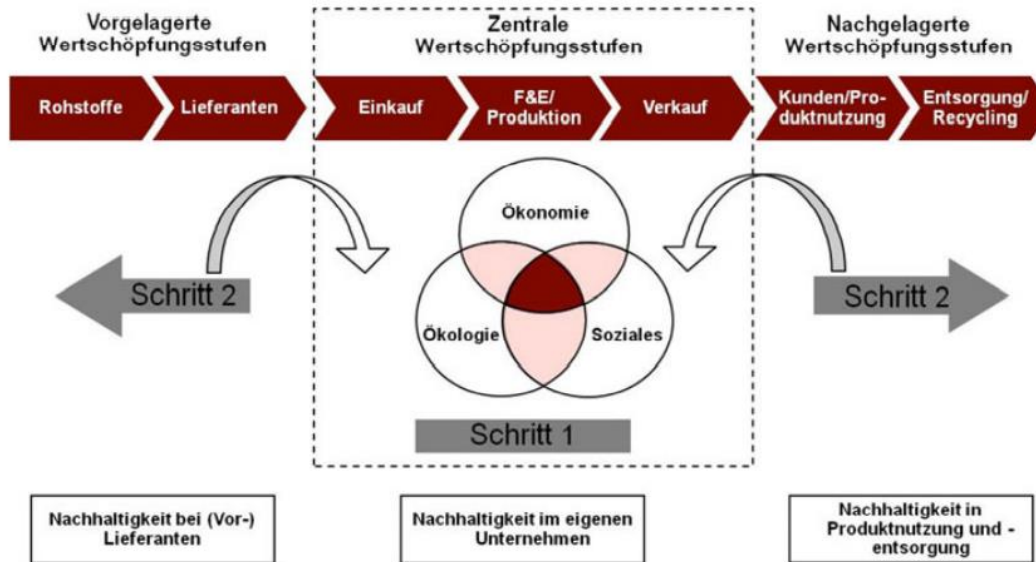 Vorgelagerte
Wertschöpfungsstufen
Zentrale
Wertschöpfungsstufen
Nachgelagerte
Wertschöpfungsstufen
Rohstoffe
Lieferanten
Einkauf
F&E/
Produktion
Verkauf
Kunden/Pro-
duktnutzung
Entsorgung/
Recycling
Ökonomie
Ökologie
Soziales
Schritt 2
Schritt 2
Schritt 1
Nachhaltigkeit bei (Vor-)
Lieferanten
Nachhaltigkeit im eigenen
Unternehmen
Nachhaltigkeit in
Produktnutzung und -
entsorgung